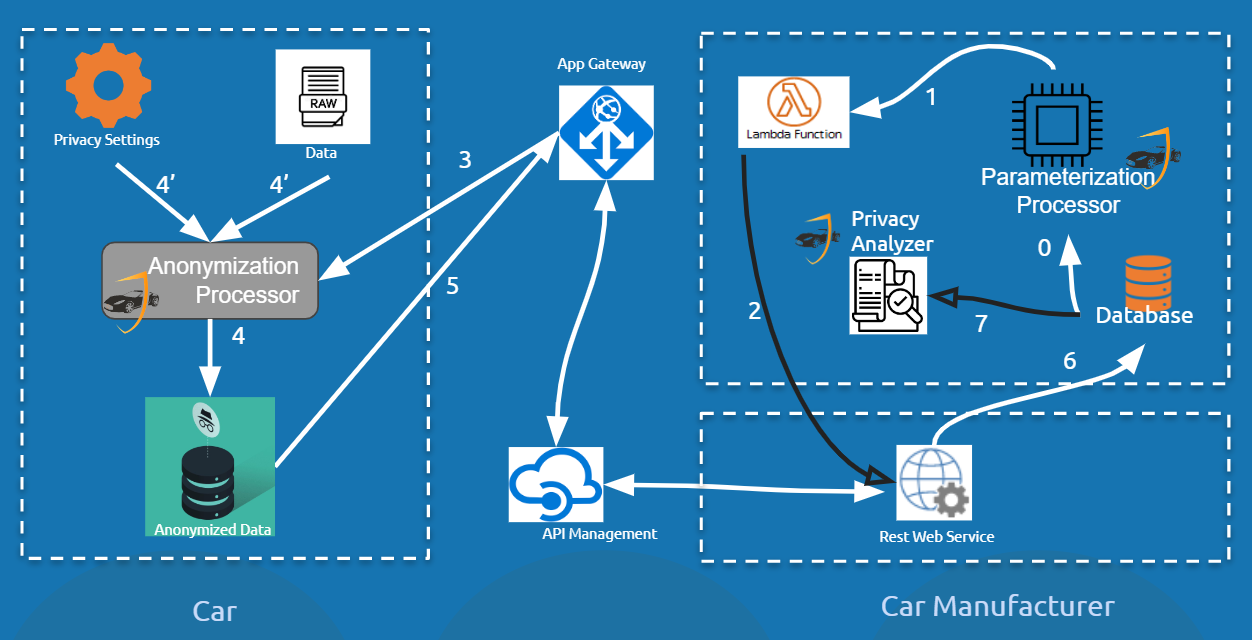 Privacy Settings
RAW
Data
4’
4’
Anonymization
Processor
4
Anonymized Data
3
5
App Gateway
API Management
Lambda Function
1
Parameterization
Processor
Privacy
Analyzer
0
2
7
Database
6
Rest Web Service
Car
Car Manufacturer